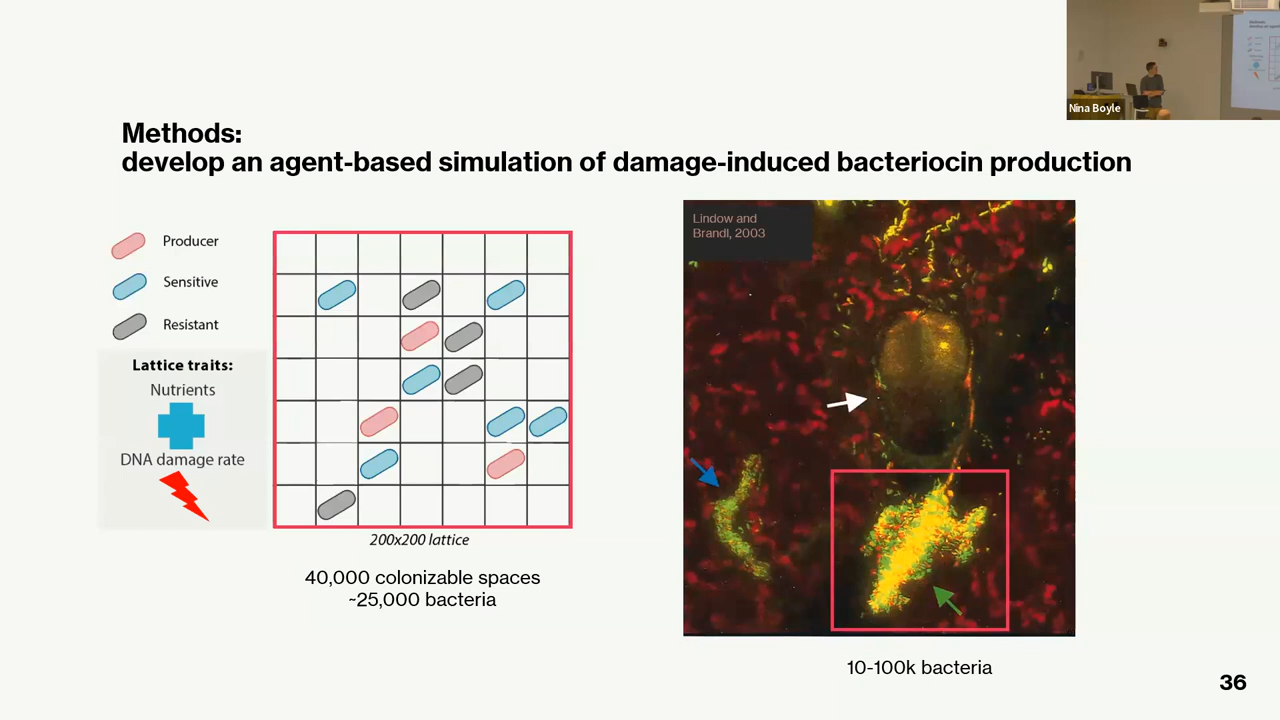 Nina Boyle
Methods:
develop an agent-based simulation of damage-induced bacteriocin production
Producer
Sensitive
Resistant
Lattice traits:
Nutrients
DNA damage rate
200x200 lattice
40,000 colonizable spaces
~25,000 bacteria
Lindow and
Brandl, 2003
10-100k bacteria
36